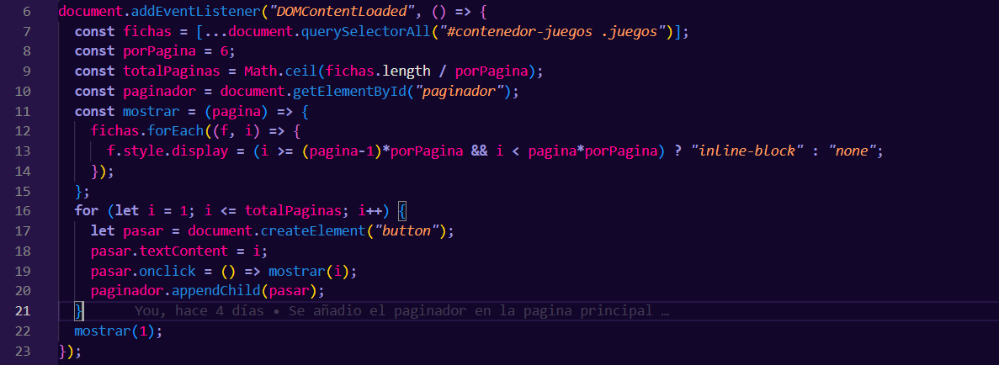 6 document.addEventListener("DOMContentLoaded", () => {
7   const fichas = [...document.querySelectorAll("#contenedor-juegos .juegos")];
8   const porPagina = 6;
9   const totalPaginas = Math.ceil(fichas.length / porPagina);
10   const paginador = document.getElementById("paginador");
11   const mostrar = (pagina) => {
12     fichas.forEach((f, i) => {
13       f.style.display = (i >= (pagina-1)*porPagina && i < pagina*porPagina) ? "inline-block" : "none";
14     });
15   };
16   for (let i = 1; i <= totalPaginas; i++) {
17     let pasar = document.createElement("button");
18     pasar.textContent = i;
19     pasar.onclick = () => mostrar(i);
20     paginador.appendChild(pasar);
21   }      You, hace 4 días • Se añadio el paginador en la pagina principal …
22   mostrar(1);
23 });